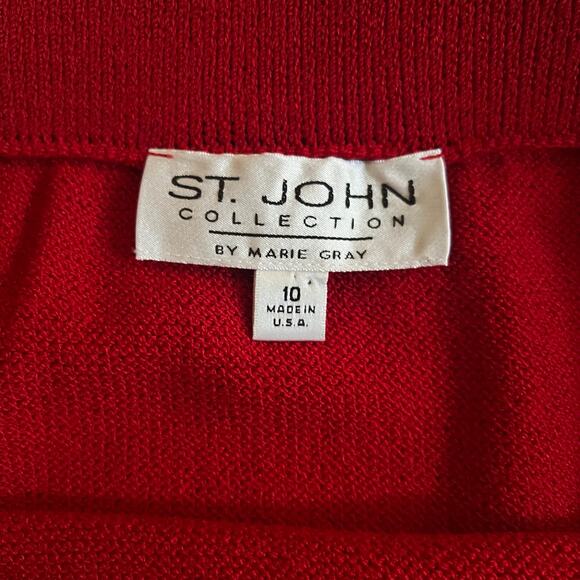 ST. JOHN
COLLECTION
BY MARIE GRAY
10
MADE IN
U.S.A.